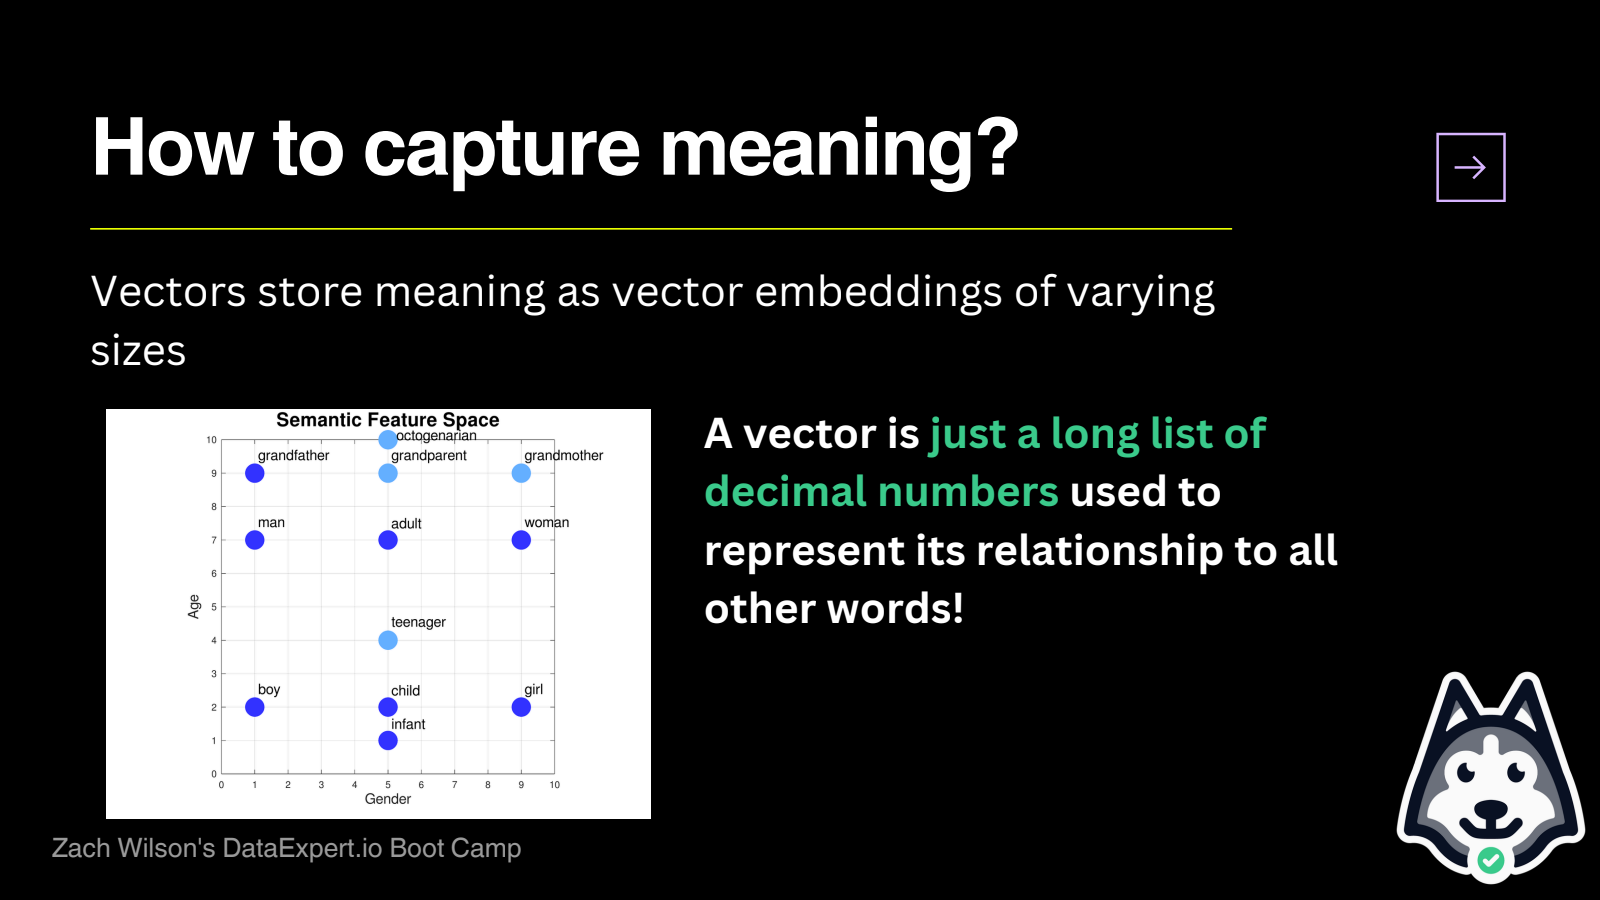 How to capture meaning?
Vectors store meaning as vector embeddings of varying
sizes
Semantic Feature Space
octogenarian
grandfather
grandparent
grandmother
man
adult
woman
teenager
boy
child
girl
infant
10
9
8
7
6
5
4
3
2
1
0
Age
0 1 2 3 4 5 6 7 8 9 10
Gender
A vector is just a long list of
decimal numbers used to
represent its relationship to all
other words!
Zach Wilson's DataExpert.io Boot Camp